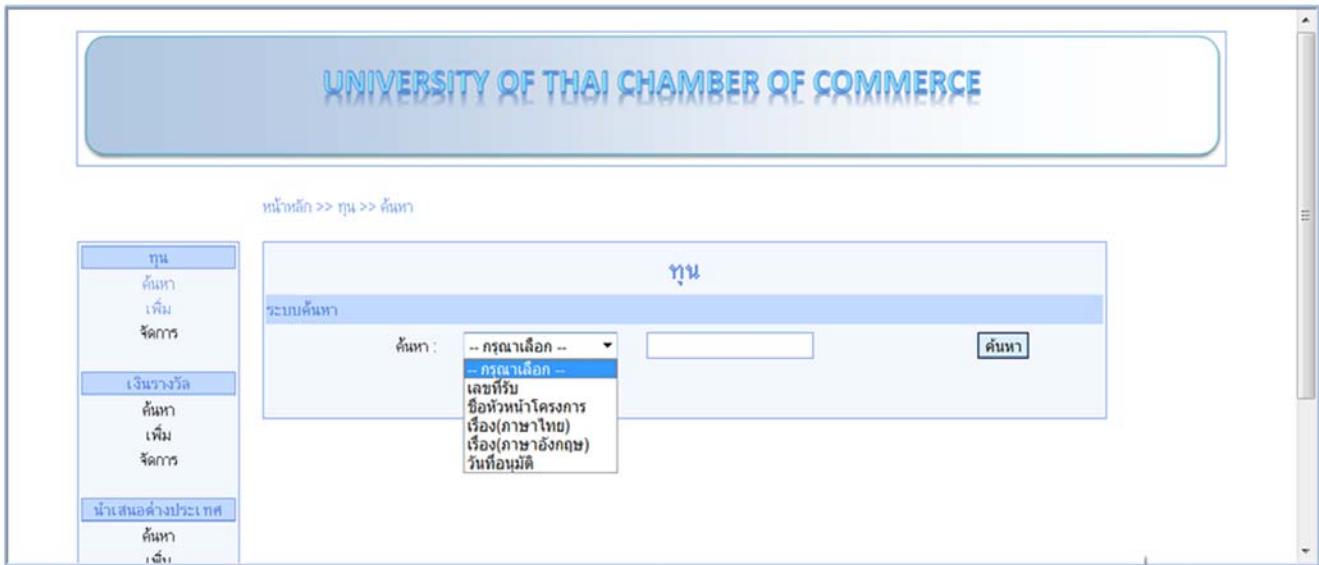 UNIVERSITY OF THAI CHAMBER OF COMMERCE
หน้าหลัก >> ทุน >> ค้นหา
ทุน
ค้นหา
เพิ่ม
จัดการ
เงินรางวัล
ค้นหา
เพิ่ม
จัดการ
นำเสนอต่างประเทศ
ค้นหา
เพิ่ม
ทุน
ระบบค้นหา
ค้นหา : -- กรุณาเลือก -- ค้นหา
-- กรุณาเลือก --
เลขที่รับ
ชื่อหัวหน้าโครงการ
เรื่อง(ภาษาไทย)
เรื่อง(ภาษาอังกฤษ)
วันที่อนุมัติ